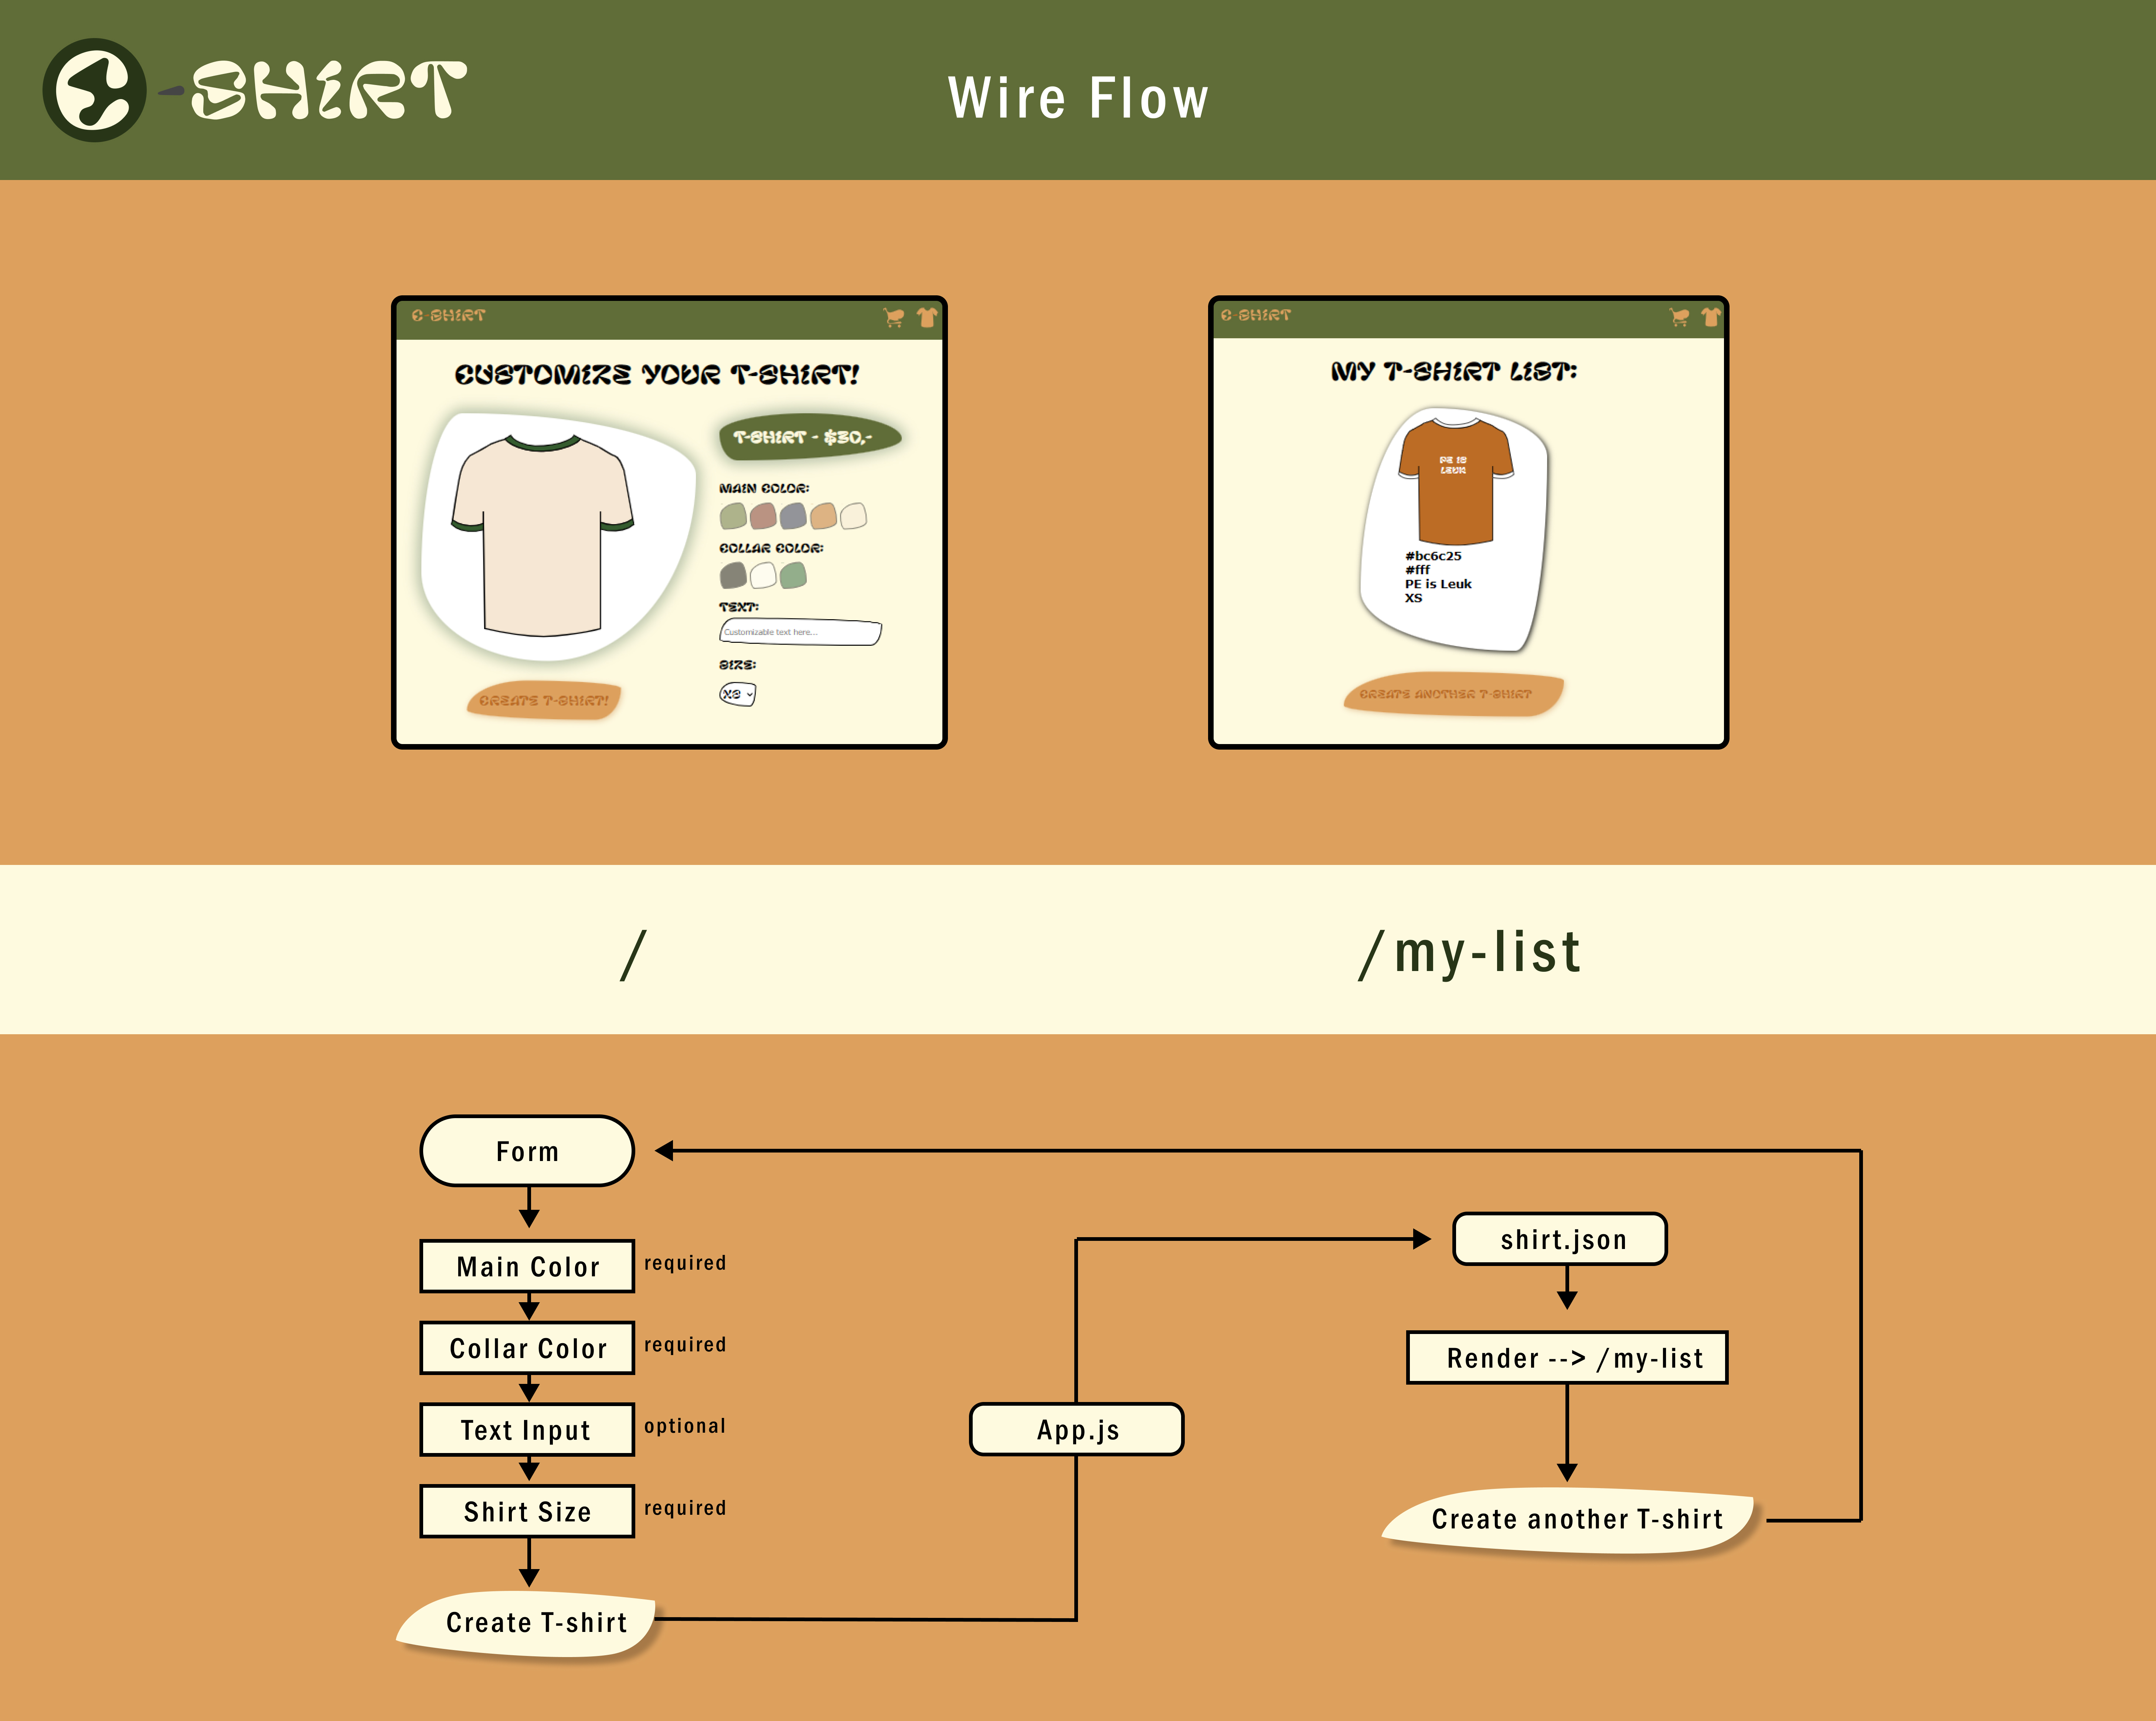 C-SHiRT
Wire Flow
C-SHiRT
CUSTOMiZE YOUR T-SHiRT!
T-SHiRT - $30,-
MAiN COLOR:
COLLAR COLOR:
TEXT:
Customizable text here...
SiZE:
XS
CREATE T-SHiRT!
C-SHiRT
MY T-SHiRT LiST:
PE iS
LEUK
#bc6c25
#fff
PE is Leuk
XS
CREATE ANOTHER T-SHiRT
/
/my-list
Form
Main Color
required
Collar Color
required
Text Input
optional
Shirt Size
required
Create T-shirt
App.js
shirt.json
Render --> /my-list
Create another T-shirt